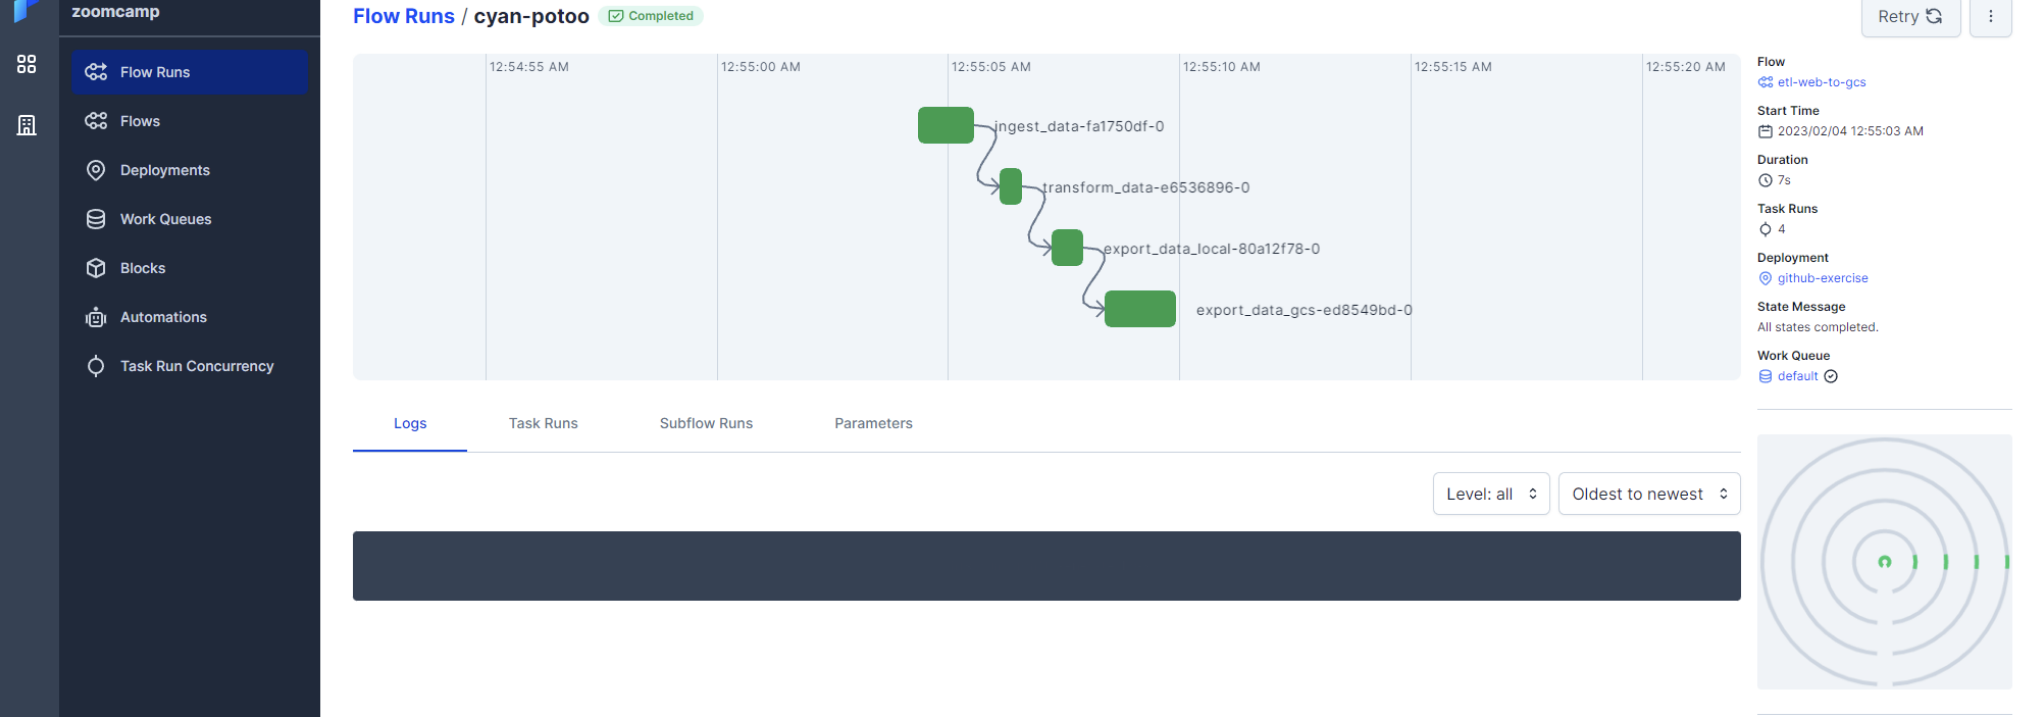 zoomcamp
Flow Runs
Flows
Deployments
Work Queues
Blocks
Automations
Task Run Concurrency
Flow Runs / cyan-potoo Completed
Retry
12:54:55 AM 12:55:00 AM 12:55:05 AM 12:55:10 AM 12:55:15 AM 12:55:20 AM
ingest_data-fa1750df-0
transform_data-e6536896-0
export_data_local-80a12f78-0
export_data_gcs-ed8549bd-0
Logs Task Runs Subflow Runs Parameters
Level: all Oldest to newest
Flow
etl-web-to-gcs
Start Time
2023/02/04 12:55:03 AM
Duration
7s
Task Runs
4
Deployment
github-exercise
State Message
All states completed.
Work Queue
default